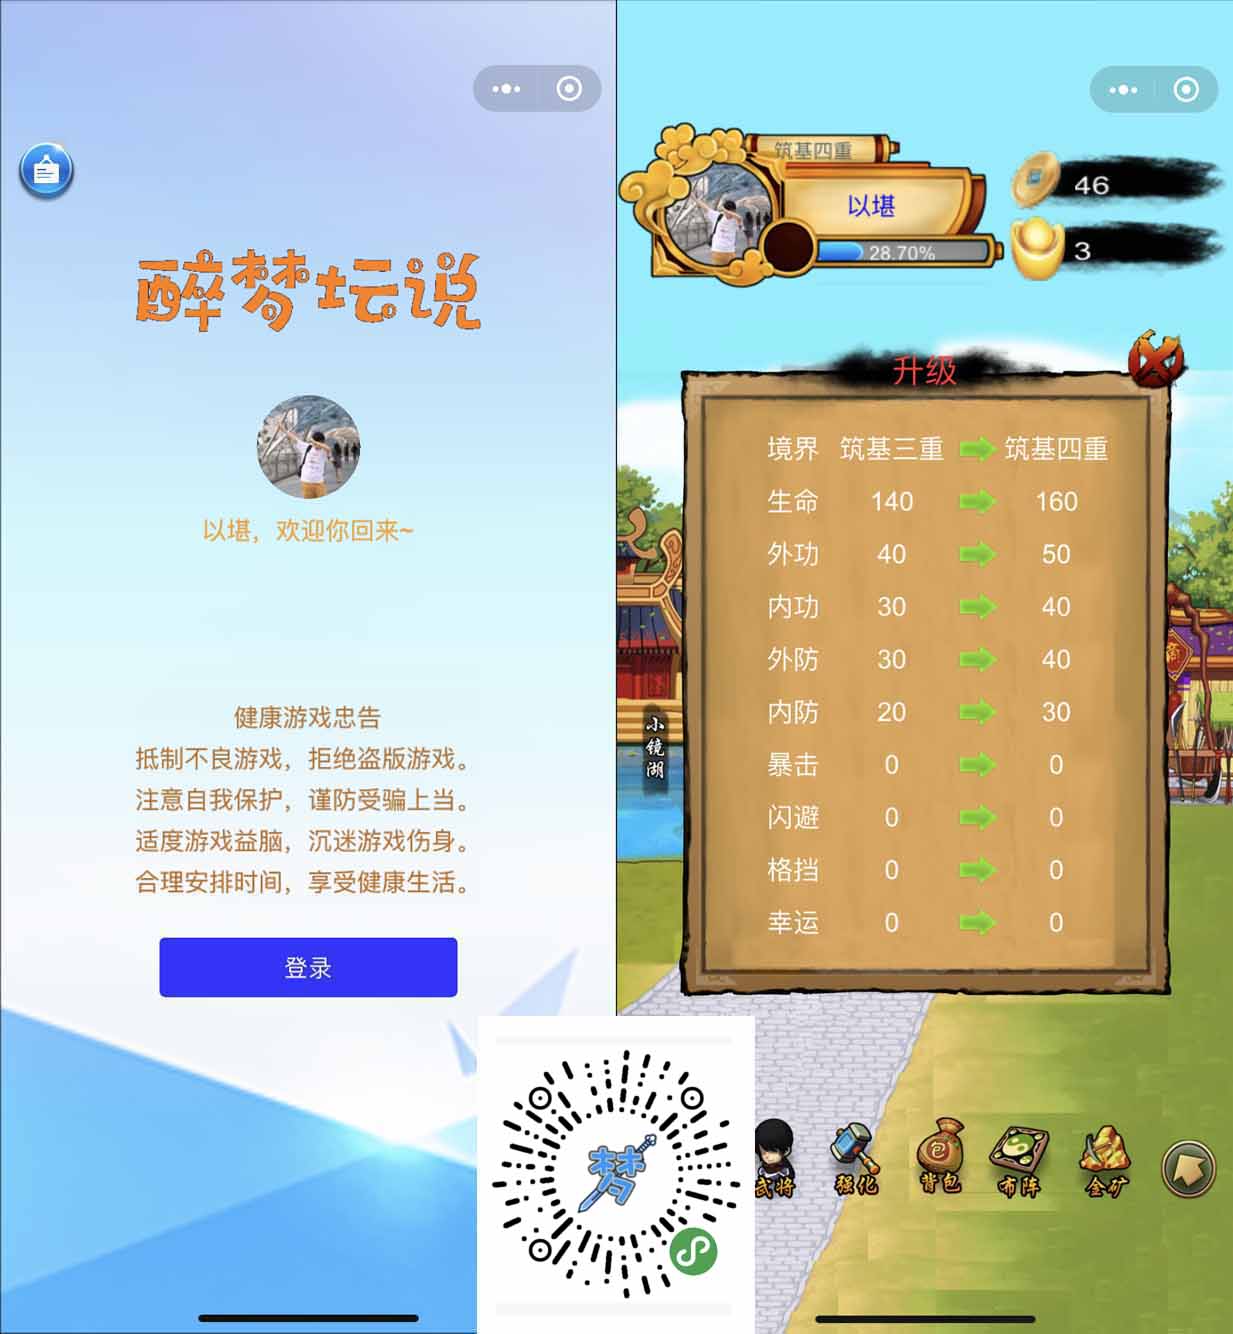 醉梦坛说
以堪，欢迎你回来~
健康游戏忠告
抵制不良游戏，拒绝盗版游戏。
注意自我保护，谨防受骗上当。
适度游戏益脑，沉迷游戏伤身。
合理安排时间，享受健康生活。
登录
梦
筑基四重
以堪
28.70%
46
3
升级
境界 筑基三重 筑基四重
生命 140 160
外功 40 50
内功 30 40
外防 30 40
内防 20 30
暴击 0 0
闪避 0 0
格挡 0 0
幸运 0 0
小镜湖
商
武将 强化 背包 布阵 金矿